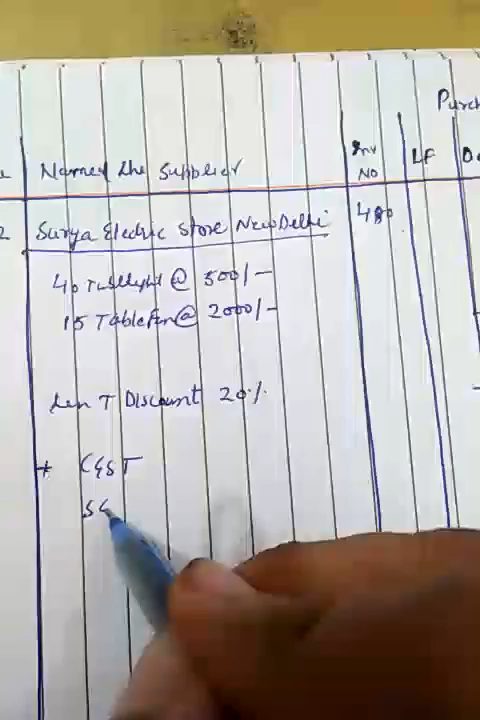 Purch
Name of the Supplier
Inv
No
LF
2
Surya Electric Store New Delhi
480
40 Tubelight @ 500/-
15 Table Fan @ 2000/-
Less T Discount 20%
+ CGST
SG